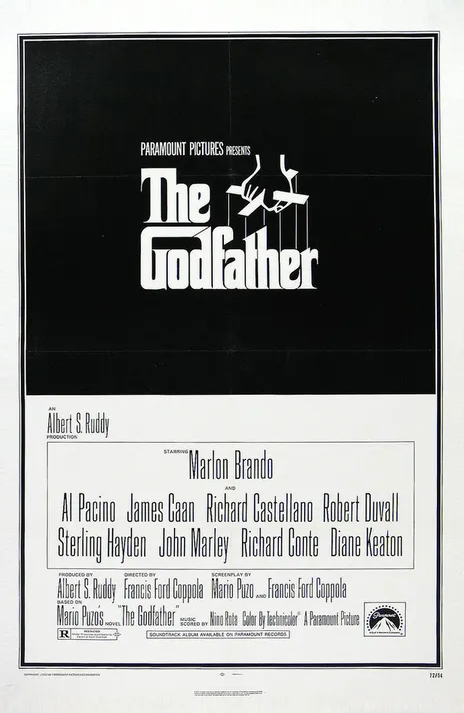 PARAMOUNT PICTURES PRESENTS
The
Godfather
AN
Albert S. Ruddy
PRODUCTION
STARRING Marlon Brando
AND
Al Pacino James Caan Richard Castellano Robert Duvall
Sterling Hayden John Marley Richard Conte Diane Keaton
PRODUCED BY DIRECTED BY SCREENPLAY BY
Albert S. Ruddy Francis Ford Coppola Mario Puzo AND Francis Ford Coppola
BASED ON
Mario Puzo's NOVEL "The Godfather" MUSIC SCORED BY Nino Rota Color By Technicolor® A Paramount Picture
R RESTRICTED
SOUNDTRACK ALBUM AVAILABLE ON PARAMOUNT RECORDS
Paramount
72/54